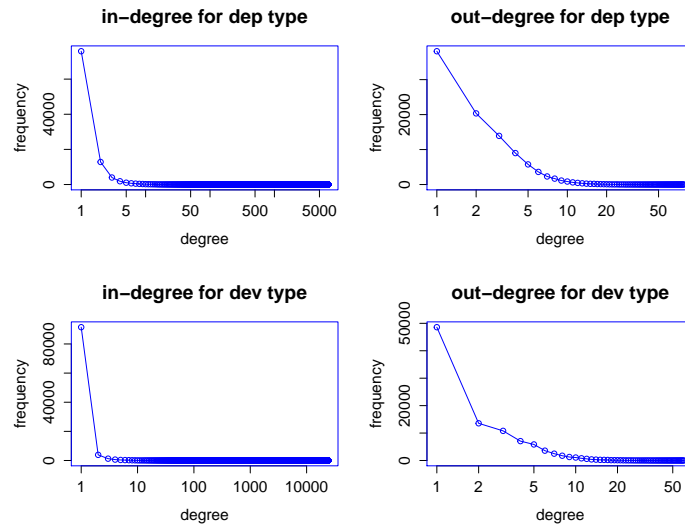 in−degree for dep type
frequency
0
40000
1
5
50
500
5000
degree
out−degree for dep type
frequency
0
20000
1
2
5
10
20
50
degree
in−degree for dev type
frequency
0
40000
80000
1
10
100
1000
10000
degree
out−degree for dev type
frequency
0
20000
50000
1
2
5
10
20
50
degree